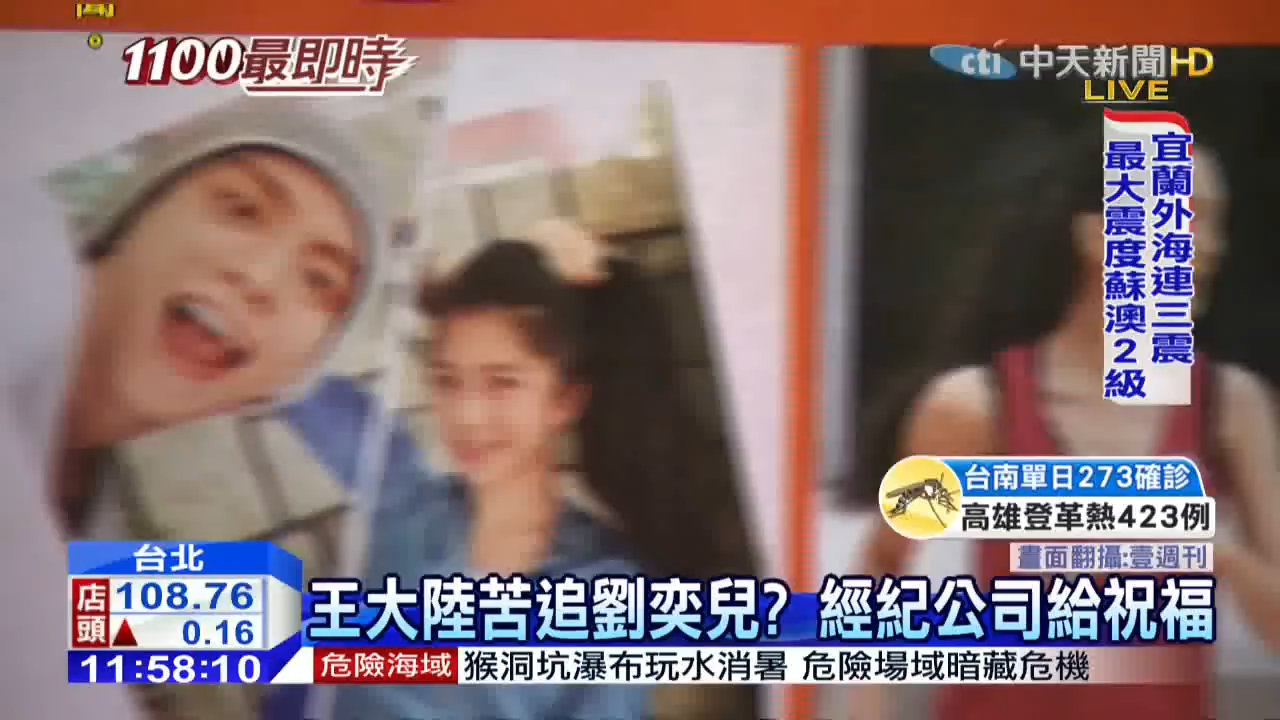 聞
1100最即時
cti 中天新聞HD
LIVE
宜蘭外海連三震
最大震度蘇澳2級
台南單日273確診
高雄登革熱423例
畫面翻攝:壹週刊
台北
店頭 108.76
▲ 0.16
王大陸苦追劉奕兒? 經紀公司給祝福
11:58:10
危險海域 猴洞坑瀑布玩水消暑 危險場域暗藏危機